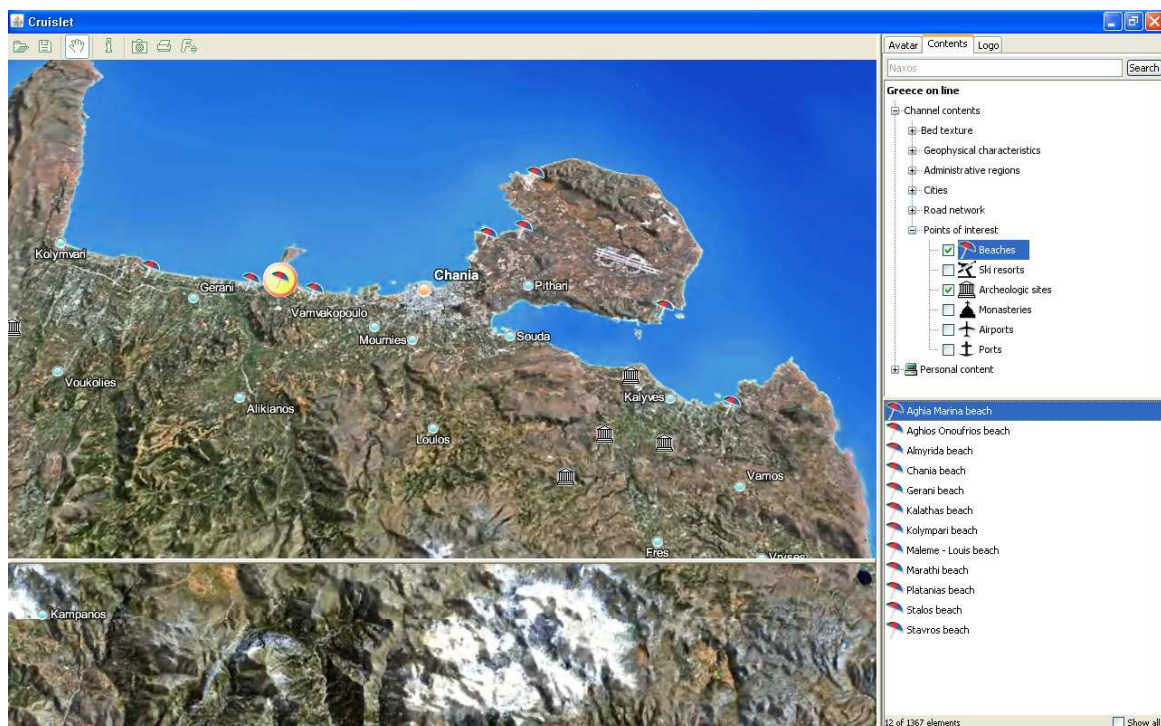 Cruislet
Avatar
Contents
Logo
Naxos
Search
Greece on line
Channel contents
Bed texture
Geophysical characteristics
Administrative regions
Cities
Road network
Points of interest
Beaches
Ski resorts
Archeologic sites
Monasteries
Airports
Ports
Personal content
Kolymvari
Gerani
Chania
Pithari
Vamvakopoulo
Mournies
Souda
Voukolies
Kalyves
Alikianos
Loulos
Vamos
Fres
Vryses
Kampanos
Aghia Marina beach
Aghios Onoufrios beach
Almyrida beach
Chania beach
Gerani beach
Kalathas beach
Kolympari beach
Maleme - Louis beach
Marathi beach
Platanias beach
Stalos beach
Stavros beach
12 of 1367 elements
Show all